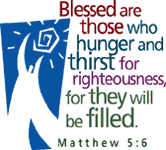 Blessed are
those who
hunger and
thirst for
righteousness,
for they will
be filled.
Matthew 5:6